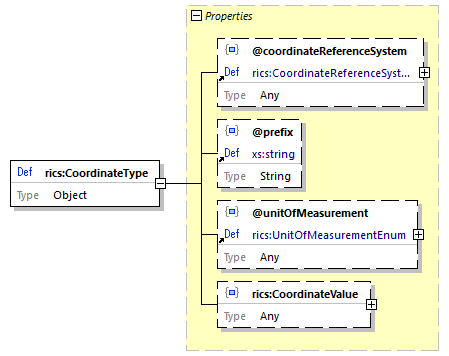 Properties
@coordinateReferenceSystem
Def rics:CoordinateReferenceSyst...
Type Any
@prefix
Def xs:string
Type String
Def rics:CoordinateType
Type Object
@unitOfMeasurement
Def rics:UnitOfMeasurementEnum
Type Any
rics:CoordinateValue
Type Any